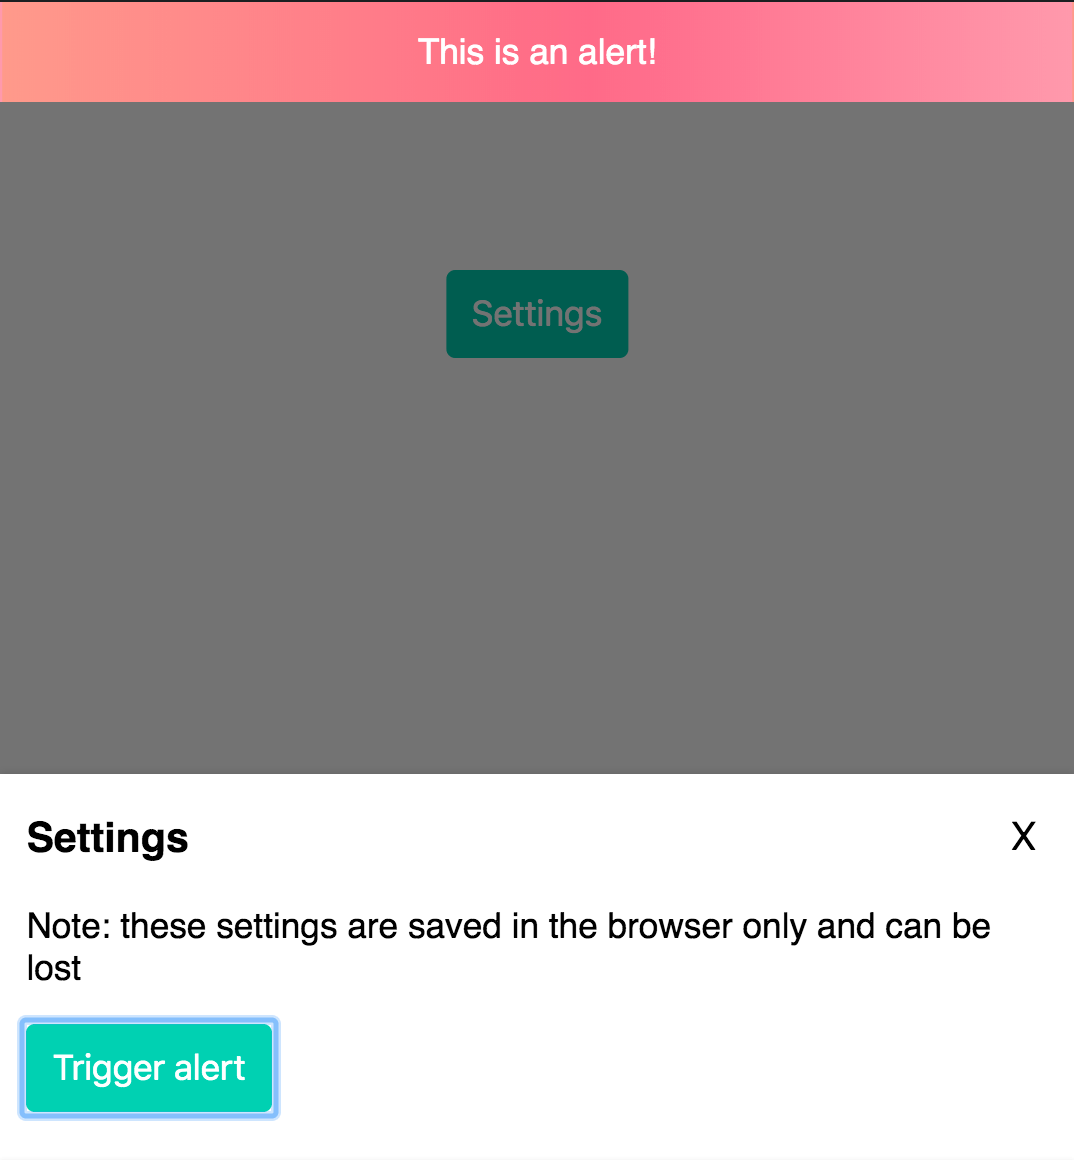 This is an alert!
Settings
Settings
X
Note: these settings are saved in the browser only and can be
lost
Trigger alert